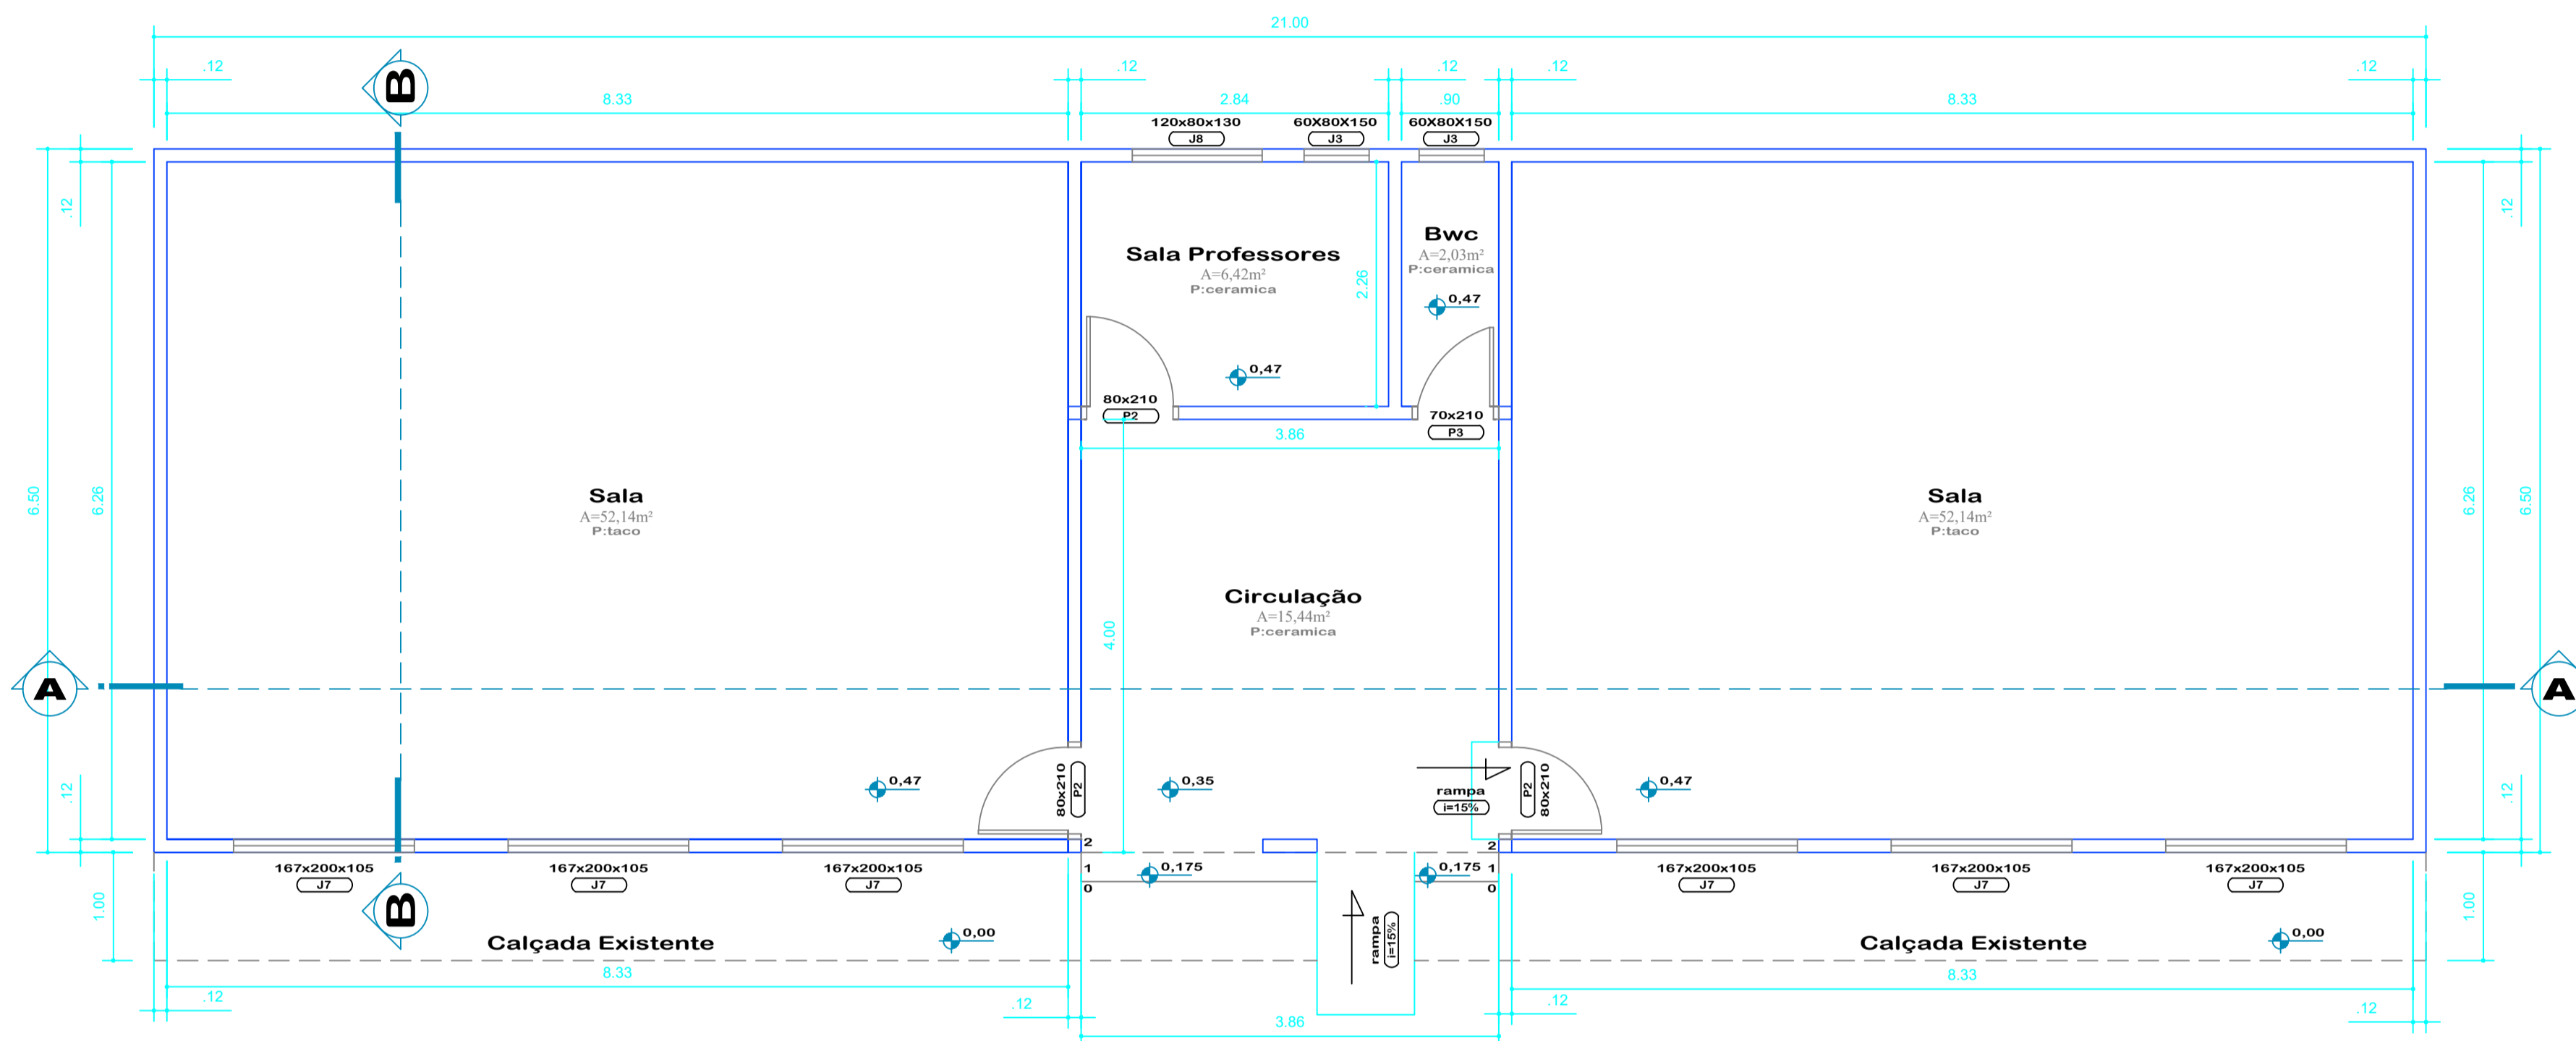 21.00
.12
.12
.12
.12
.12
8.33
2.84
.90
8.33
120x80x130
J8
60X80X150
J3
60X80X150
J3
B
.12
.12
6.50
6.26
6.26
6.50
Sala Professores
A=6,42m²
P:ceramica
2.26
Bwc
A=2,03m²
P:ceramica
0,47
0,47
80x210
P2
70x210
P3
3.86
Sala
A=52,14m²
P:taco
Sala
A=52,14m²
P:taco
Circulação
A=15,44m²
P:ceramica
4.00
A
A
.12
0,47
80x210
P2
0,35
rampa
i=15%
P2
80x210
0,47
.12
2
1
0
0,175
0,175
2
1
0
167x200x105
J7
167x200x105
J7
167x200x105
J7
167x200x105
J7
167x200x105
J7
167x200x105
J7
1.00
B
rampa
i=15%
1.00
Calçada Existente
0,00
Calçada Existente
0,00
8.33
8.33
.12
.12
.12
.12
3.86